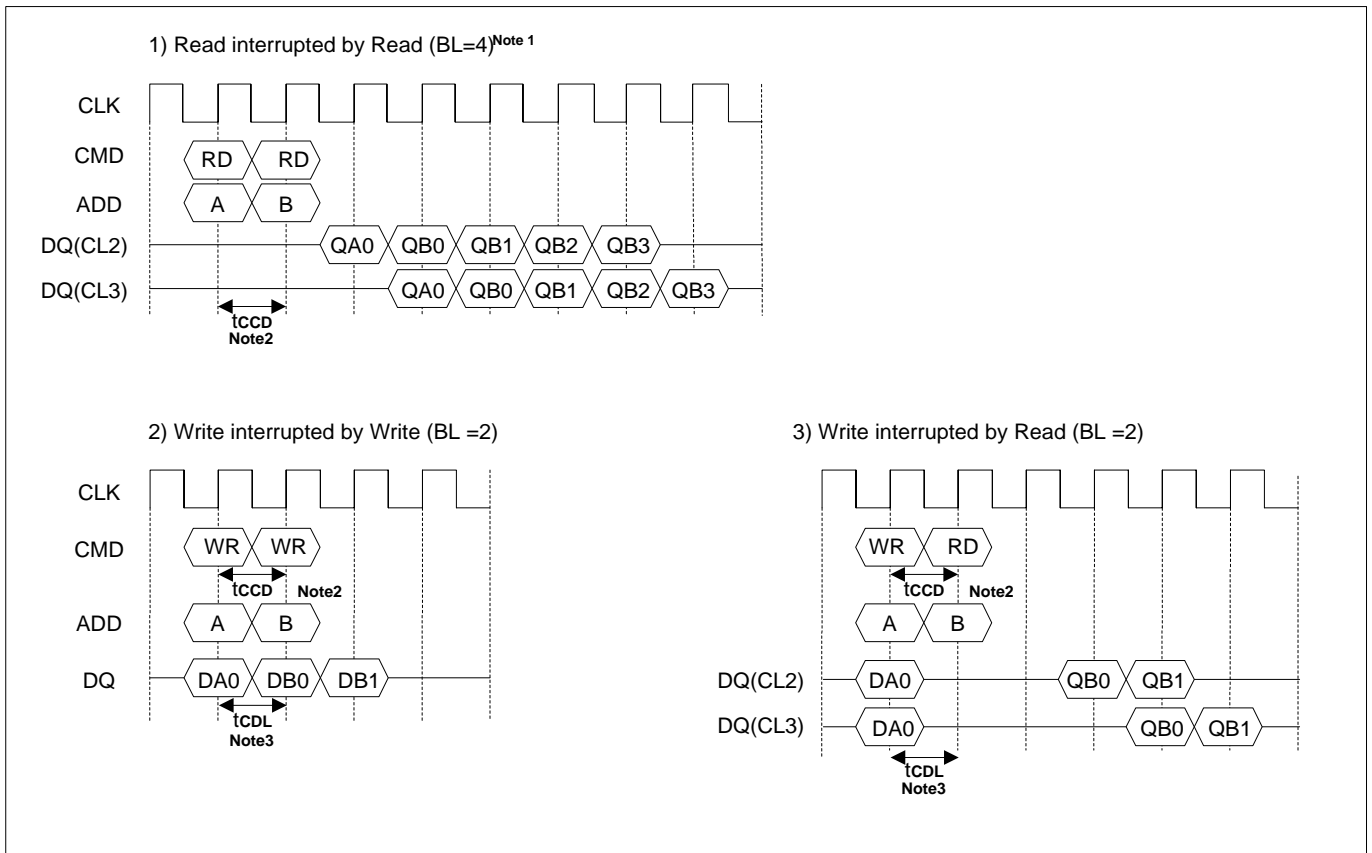 1) Read interrupted by Read (BL=4)Note 1
CLK
CMD RD RD
ADD A B
DQ(CL2) QA0 QB0 QB1 QB2 QB3
DQ(CL3) QA0 QB0 QB1 QB2 QB3
tCCD
Note2
2) Write interrupted by Write (BL =2)
CLK
CMD WR WR
tCCD Note2
ADD A B
DQ DA0 DB0 DB1
tCDL
Note3
3) Write interrupted by Read (BL =2)
WR RD
tCCD Note2
A B
DQ(CL2) DA0 QB0 QB1
DQ(CL3) DA0 QB0 QB1
tCDL
Note3